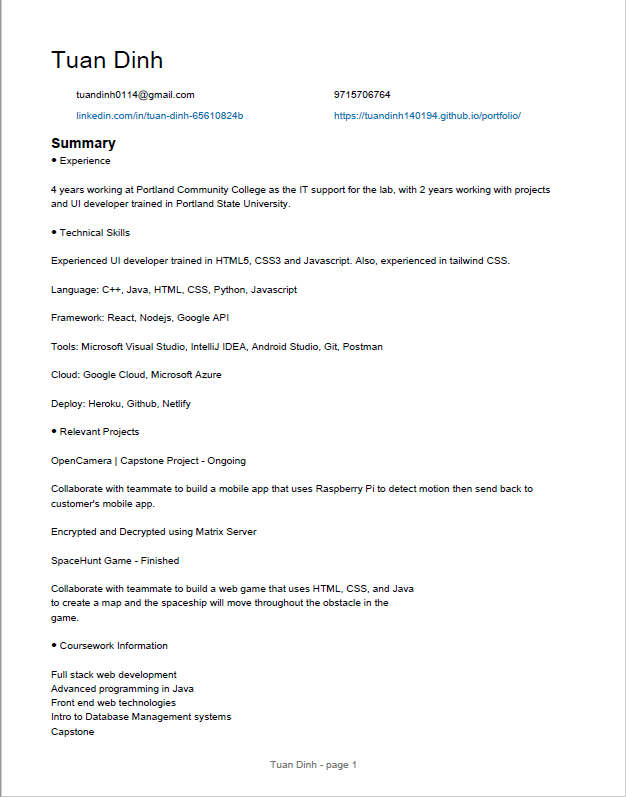 Tuan Dinh
tuandinh0114@gmail.com 9715706764
linkedin.com/in/tuan-dinh-65610824b https://tuandinh140194.github.io/portfolio/
Summary
• Experience
4 years working at Portland Community College as the IT support for the lab, with 2 years working with projects
and UI developer trained in Portland State University.
• Technical Skills
Experienced UI developer trained in HTML5, CSS3 and Javascript. Also, experienced in tailwind CSS.
Language: C++, Java, HTML, CSS, Python, Javascript
Framework: React, Nodejs, Google API
Tools: Microsoft Visual Studio, IntelliJ IDEA, Android Studio, Git, Postman
Cloud: Google Cloud, Microsoft Azure
Deploy: Heroku, Github, Netlify
• Relevant Projects
OpenCamera | Capstone Project - Ongoing
Collaborate with teammate to build a mobile app that uses Raspberry Pi to detect motion then send back to
customer's mobile app.
Encrypted and Decrypted using Matrix Server
SpaceHunt Game - Finished
Collaborate with teammate to build a web game that uses HTML, CSS, and Java
to create a map and the spaceship will move throughout the obstacle in the
game.
• Coursework Information
Full stack web development
Advanced programming in Java
Front end web technologies
Intro to Database Management systems
Capstone
Tuan Dinh - page 1